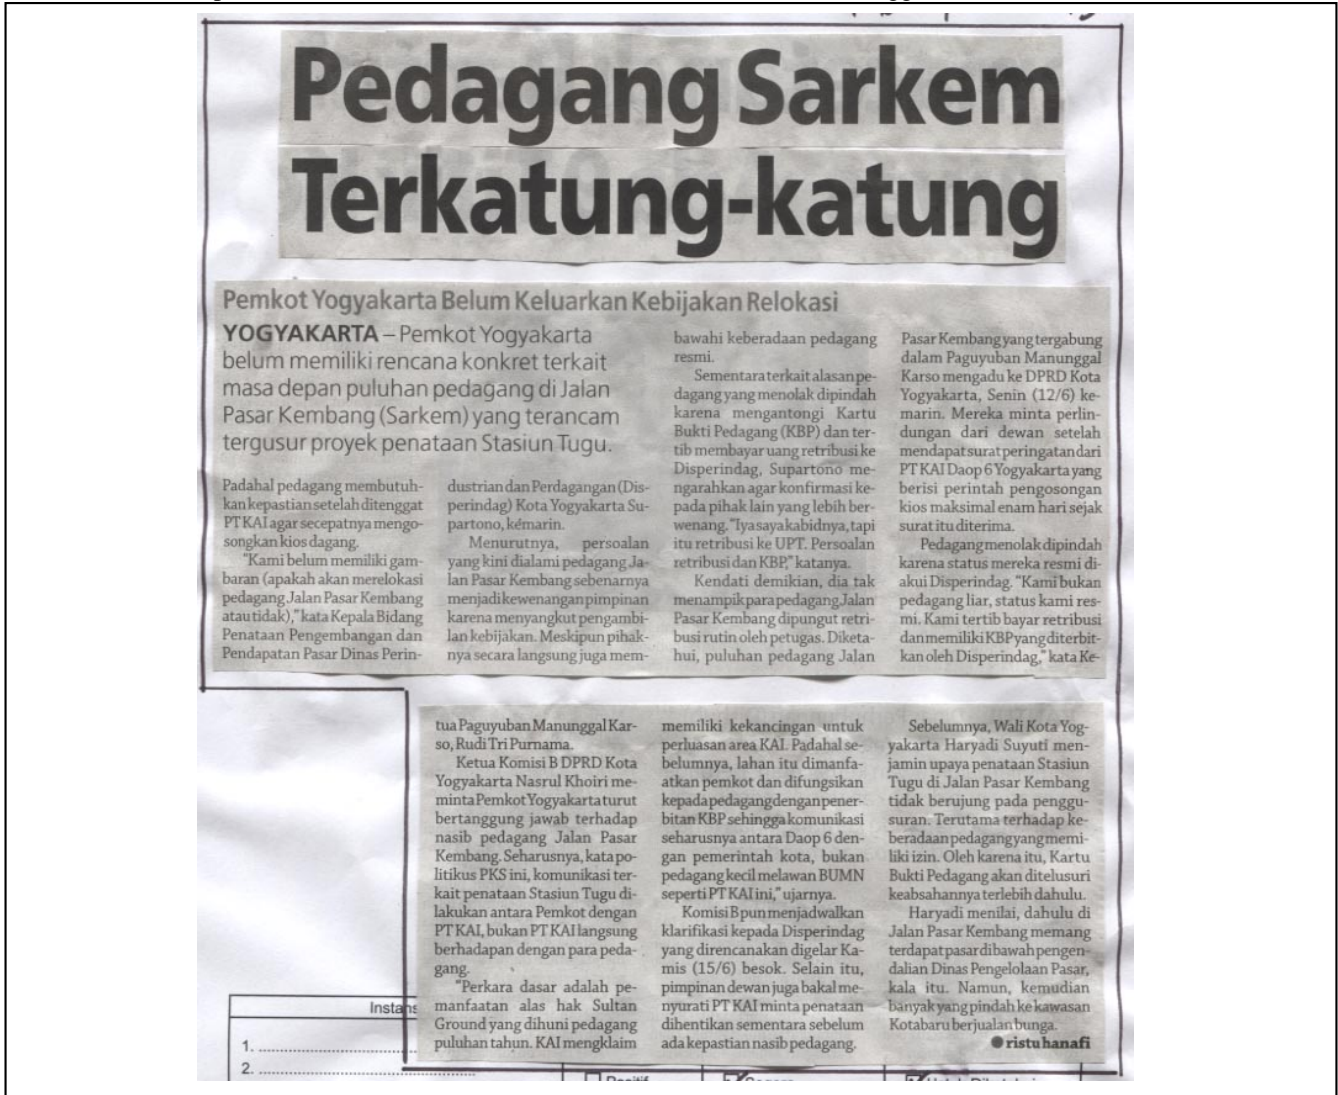 Pedagang Sarkem
Terkatung-katung
Pemkot Yogyakarta Belum Keluarkan Kebijakan Relokasi
YOGYAKARTA – Pemkot Yogyakarta
belum memiliki rencana konkret terkait
masa depan puluhan pedagang di Jalan
Pasar Kembang (Sarkem) yang terancam
tergusur proyek penataan Stasiun Tugu.
Padahal pedagang membutuh-
kan kepastian setelah ditenggat
PT KAI agar secepatnya mengo-
songkan kios dagang.
"Kami belum memiliki gam-
baran (apakah akan merelokasi
pedagang Jalan Pasar Kembang
atau tidak)," kata Kepala Bidang
Penataan Pengembangan dan
Pendapatan Pasar Dinas Perin-
dustrian dan Perdagangan (Dis-
perindag) Kota Yogyakarta Su-
partono, kemarin.
Menurutnya, persoalan
yang kini dialami pedagang Ja-
lan Pasar Kembang sebenarnya
menjadi kewenangan pimpinan
karena menyangkut pengambi-
lan kebijakan. Meskipun pihak-
nya secara langsung juga mem-
bawahi keberadaan pedagang
resmi.
Sementara terkait alasan pe-
dagang yang menolak dipindah
karena mengantongi Kartu
Bukti Pedagang (KBP) dan ter-
tib membayar uang retribusi ke
Disperindag, Supartono me-
ngarahkan agar konfirmasi ke-
pada pihak lain yang lebih ber-
wenang. "Iya saya kabidnya, tapi
itu retribusi ke UPT. Persoalan
retribusi dan KBP," katanya.
Kendati demikian, dia tak
menampik para pedagang Jalan
Pasar Kembang dipungut retri-
busi rutin oleh petugas. Diketa-
hui, puluhan pedagang Jalan
Pasar Kembang yang tergabung
dalam Paguyuban Manunggal
Karso mengadu ke DPRD Kota
Yogyakarta, Senin (12/6) ke-
marin. Mereka minta perlin-
dungan dari dewan setelah
mendapat surat peringatan dari
PT KAI Daop 6 Yogyakarta yang
berisi perintah pengosongan
kios maksimal enam hari sejak
surat itu diterima.
Pedagang menolak dipindah
karena status mereka resmi di-
akui Disperindag. "Kami bukan
pedagang liar, status kami res-
mi. Kami tertib bayar retribusi
dan memiliki KBP yang diterbit-
kan oleh Disperindag," kata Ke-
tua Paguyuban Manunggal Kar-
so, Rudi Tri Purnama.
Ketua Komisi B DPRD Kota
Yogyakarta Nasrul Khoiri me-
minta Pemkot Yogyakarta turut
bertanggung jawab terhadap
nasib pedagang Jalan Pasar
Kembang. Seharusnya, kata po-
litikus PKS ini, komunikasi ter-
kait penataan Stasiun Tugu di-
lakukan antara Pemkot dengan
PT KAI, bukan PT KAI langsung
berhadapan dengan para peda-
gang.
"Perkara dasar adalah pe-
manfaatan alas hak Sultan
Ground yang dihuni pedagang
puluhan tahun. KAI mengklaim
memiliki kekancingan untuk
perluasan area KAI. Padahal se-
belumnya, lahan itu dimanfa-
atkan pemkot dan difungsikan
kepada pedagang dengan pener-
bitan KBP sehingga komunikasi
seharusnya antara Daop 6 den-
gan pemerintah kota, bukan
pedagang kecil melawan BUMN
seperti PT KAI ini," ujarnya.
Komisi B pun menjadwalkan
klarifikasi kepada Disperindag
yang direncanakan digelar Ka-
mis (15/6) besok. Selain itu,
pimpinan dewan juga bakal me-
nyurati PT KAI minta penataan
dihentikan sementara sebelum
ada kepastian nasib pedagang.
Sebelumnya, Wali Kota Yog-
yakarta Haryadi Suyuti men-
jamin upaya penataan Stasiun
Tugu di Jalan Pasar Kembang
tidak berujung pada penggu-
suran. Terutama terhadap ke-
beradaan pedagang yang memi-
liki izin. Oleh karena itu, Kartu
Bukti Pedagang akan ditelusuri
keabsahannya terlebih dahulu.
Haryadi menilai, dahulu di
Jalan Pasar Kembang memang
terdapat pasar dibawah pengen-
dalian Dinas Pengelolaan Pasar,
kala itu. Namun, kemudian
banyak yang pindah ke kawasan
Kotabaru berjualan bunga.
● ristu hanafi
Instans
1. ................................
2. ................................